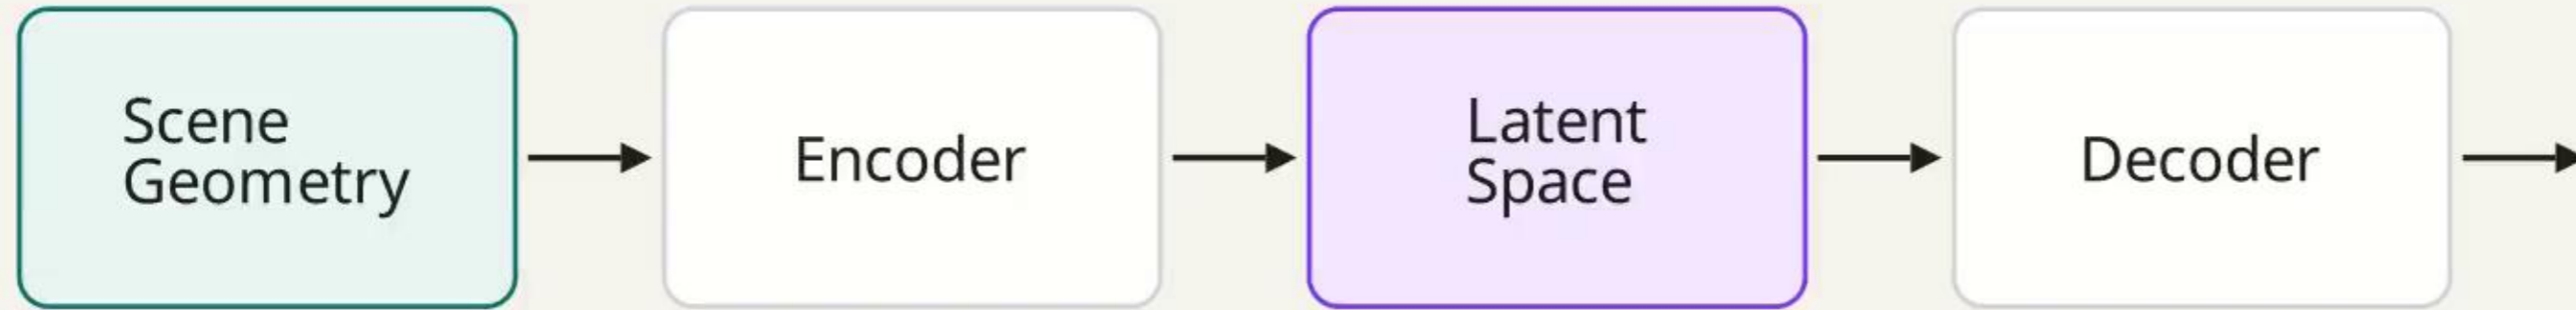 Scene
Geometry
Encoder
Latent
Space
Decoder